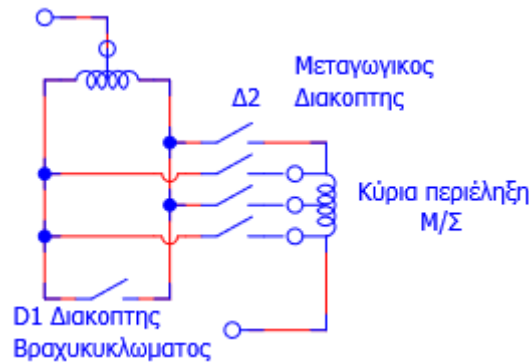 Δ2
Μεταγωγικος
Διακοπτης
Κύρια περιέληξη
Μ/Σ
D1 Διακοπτης
Βραχυκυκλωματος